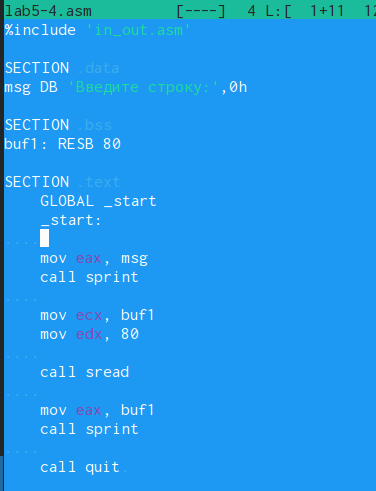 lab5-4.asm [----] 4 L:[ 1+11 12
%include 'in_out.asm'
SECTION .data
msg DB 'Введите строку:',0h
SECTION .bss
buf1: RESB 80
SECTION .text
GLOBAL _start
_start:
....
mov eax, msg
call sprint
....
mov ecx, buf1
mov edx, 80
....
call sread
....
mov eax, buf1
call sprint
....
call quit